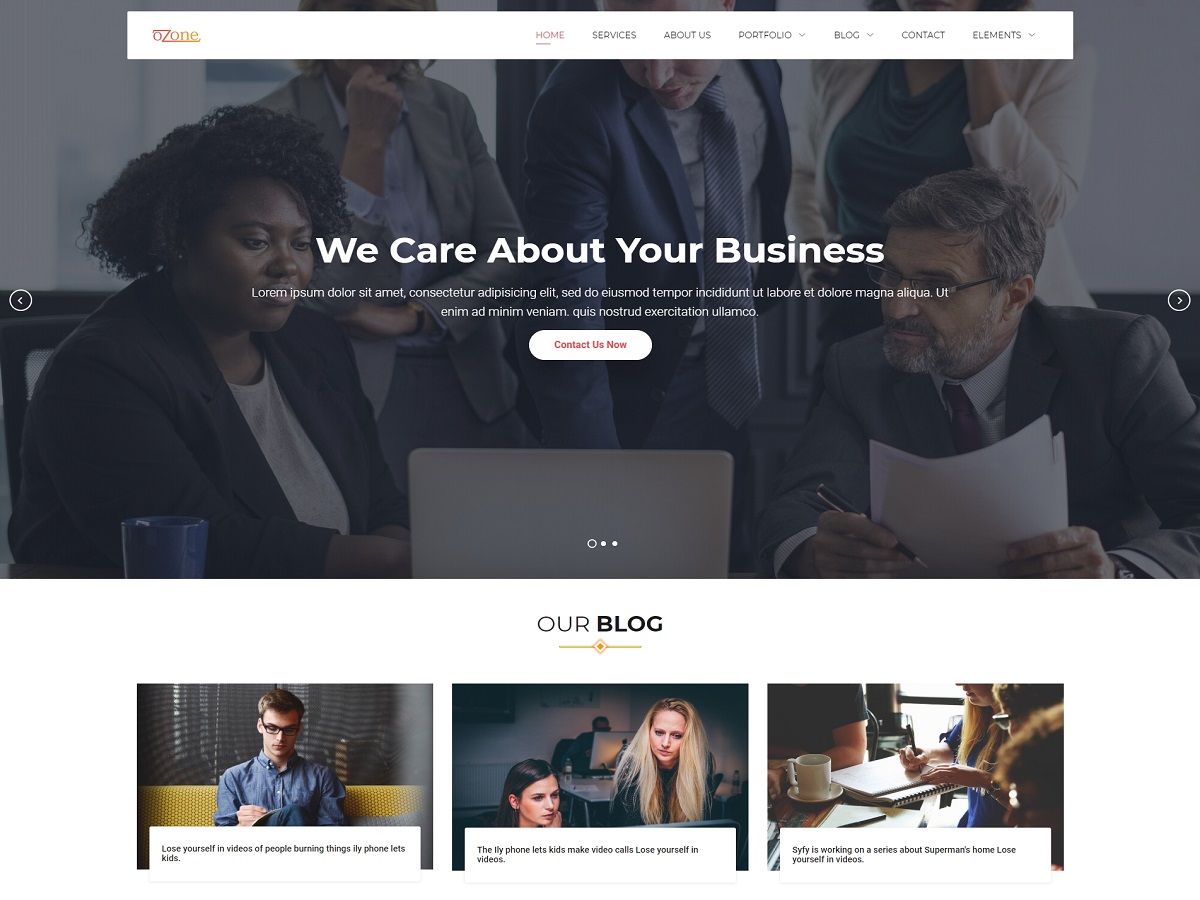 oZone
HOME SERVICES ABOUT US PORTFOLIO BLOG CONTACT ELEMENTS
We Care About Your Business
Lorem ipsum dolor sit amet, consectetur adipisicing elit, sed do eiusmod tempor incididunt ut labore et dolore magna aliqua. Ut
enim ad minim veniam. quis nostrud exercitation ullamco.
Contact Us Now
OUR BLOG
Lose yourself in videos of people burning things ily phone lets
kids.
The Ily phone lets kids make video calls Lose yourself in
videos.
Syfy is working on a series about Superman's home Lose
yourself in videos.